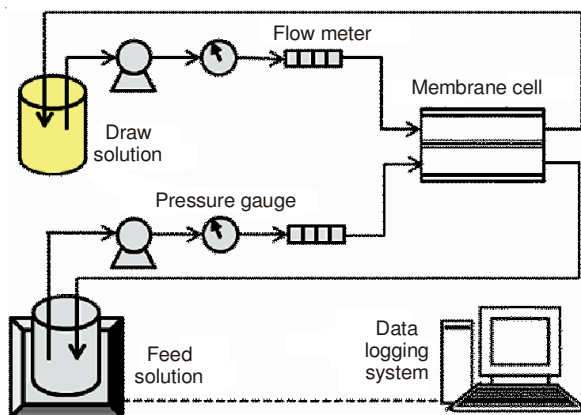 Flow meter
Membrane cell
Draw
solution
Pressure gauge
Feed
solution
Data
logging
system